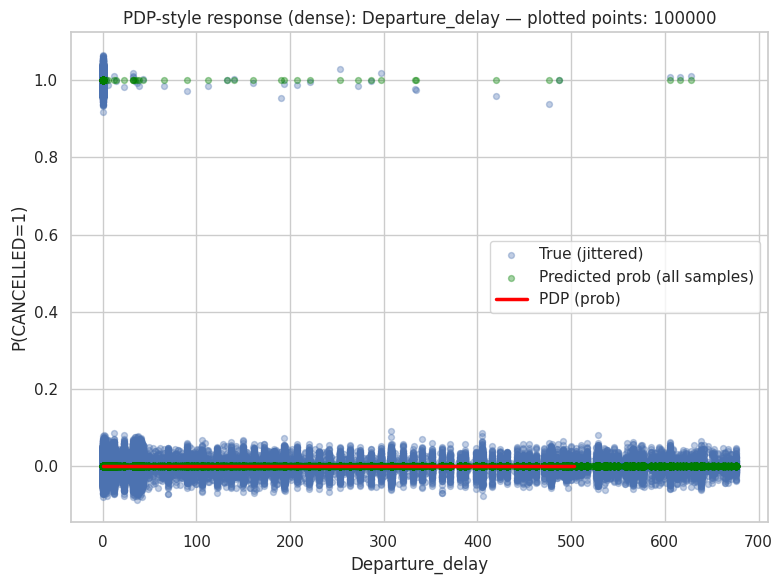 PDP-style response (dense): Departure_delay — plotted points: 100000
P(CANCELLED=1)
1.0
0.8
0.6
0.4
0.2
0.0
True (jittered)
Predicted prob (all samples)
PDP (prob)
0 100 200 300 400 500 600 700
Departure_delay